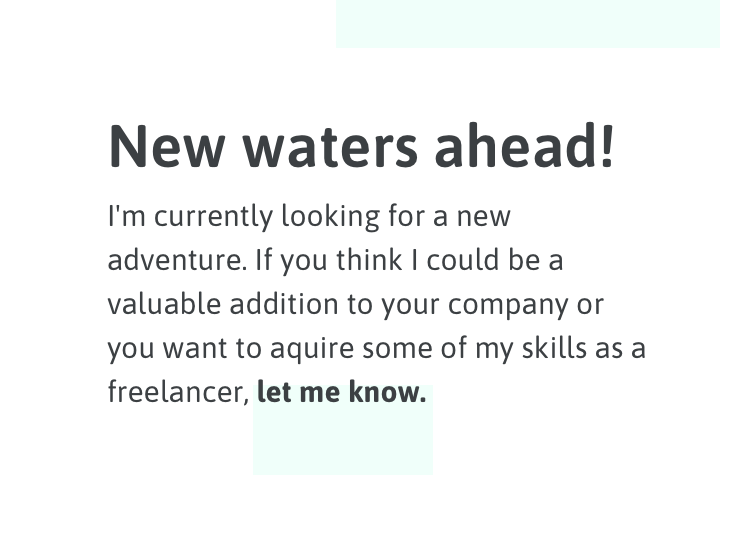 New waters ahead!
I'm currently looking for a new
adventure. If you think I could be a
valuable addition to your company or
you want to aquire some of my skills as a
freelancer, let me know.